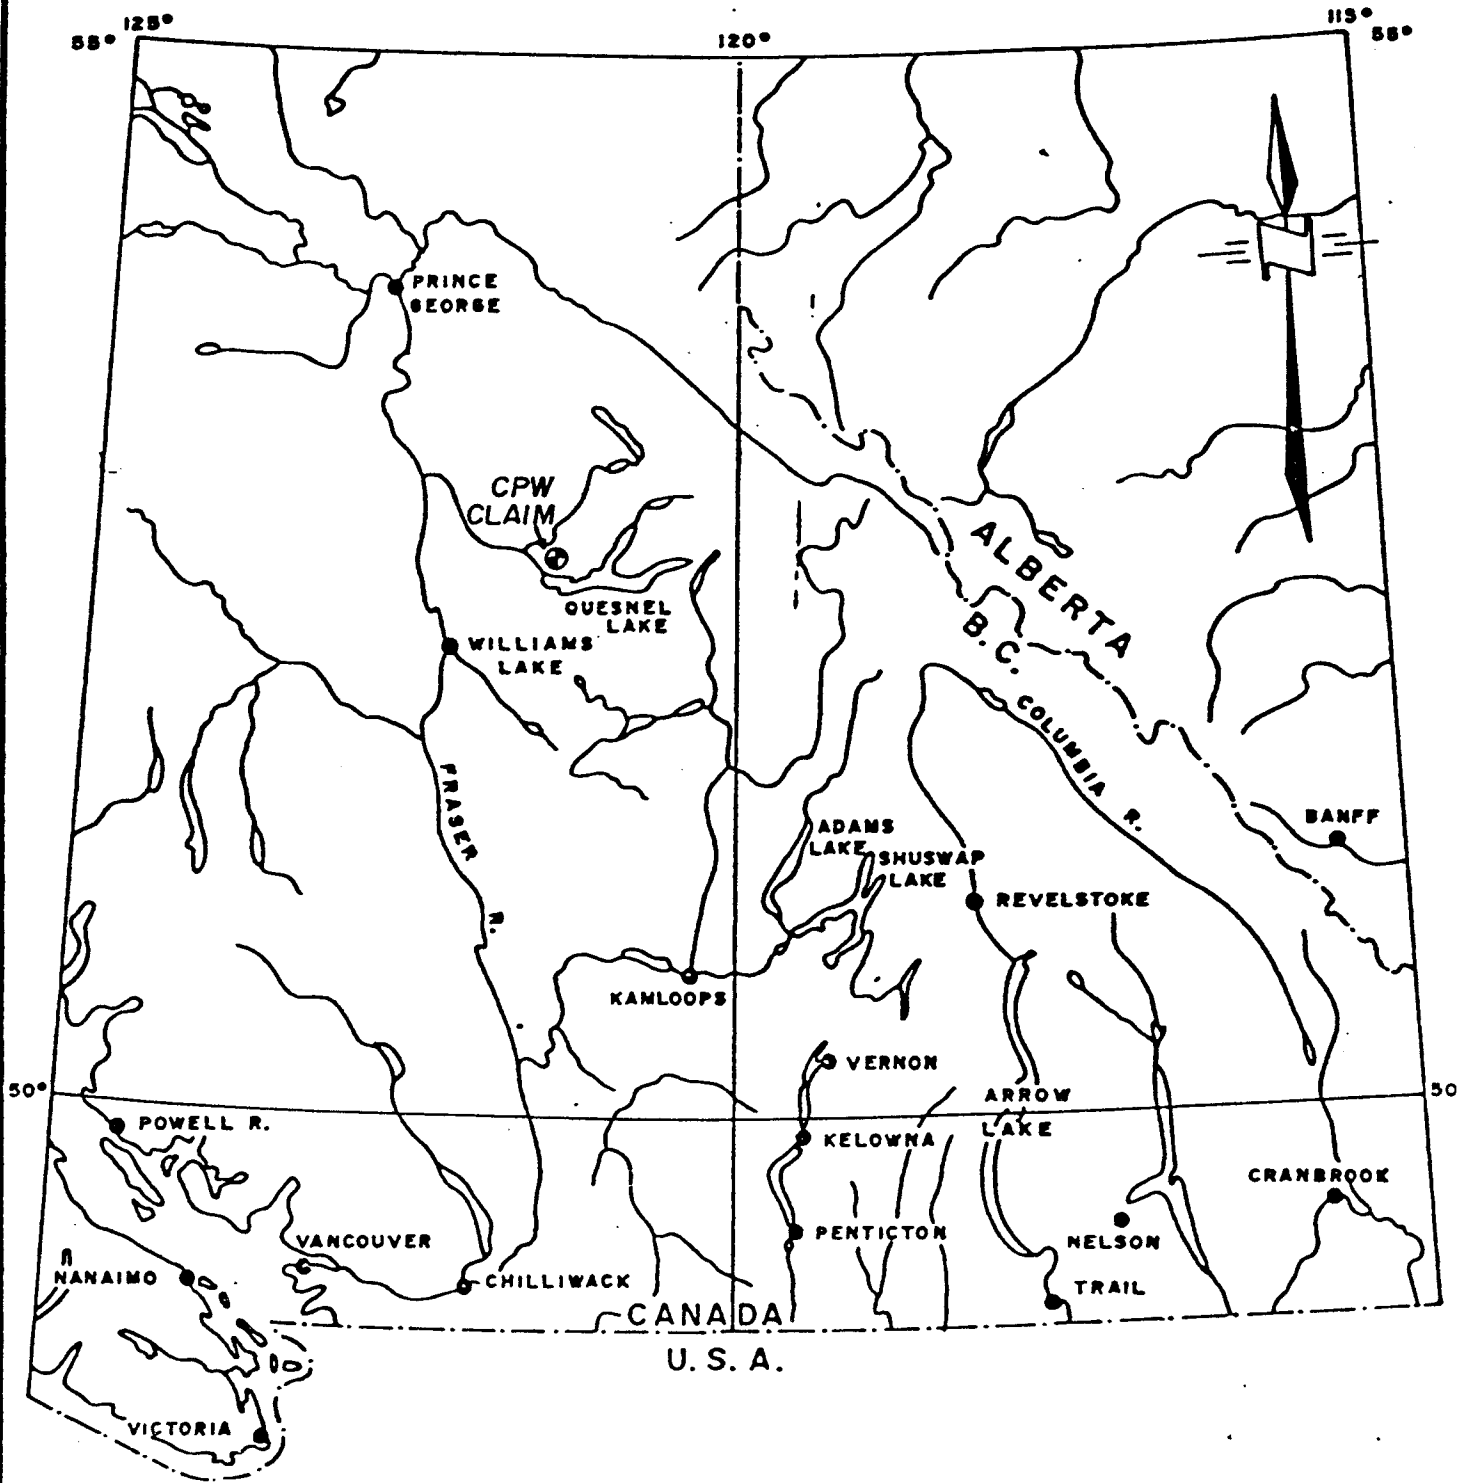 125°
120°
115°
55°
55°
PRINCE
GEORGE
CPW
CLAIM
QUESNEL
LAKE
WILLIAMS
LAKE
ALBERTA
B.C.
COLUMBIA R.
FRASER R.
BANFF
ADAMS
LAKE
SHUSWAP
LAKE
REVELSTOKE
KAMLOOPS
VERNON
50°
50
ARROW
LAKE
POWELL R.
KELOWNA
CRANBROOK
PENTICTON
NELSON
VANCOUVER
NANAIMO
CHILLIWACK
TRAIL
CANADA
U.S.A.
VICTORIA